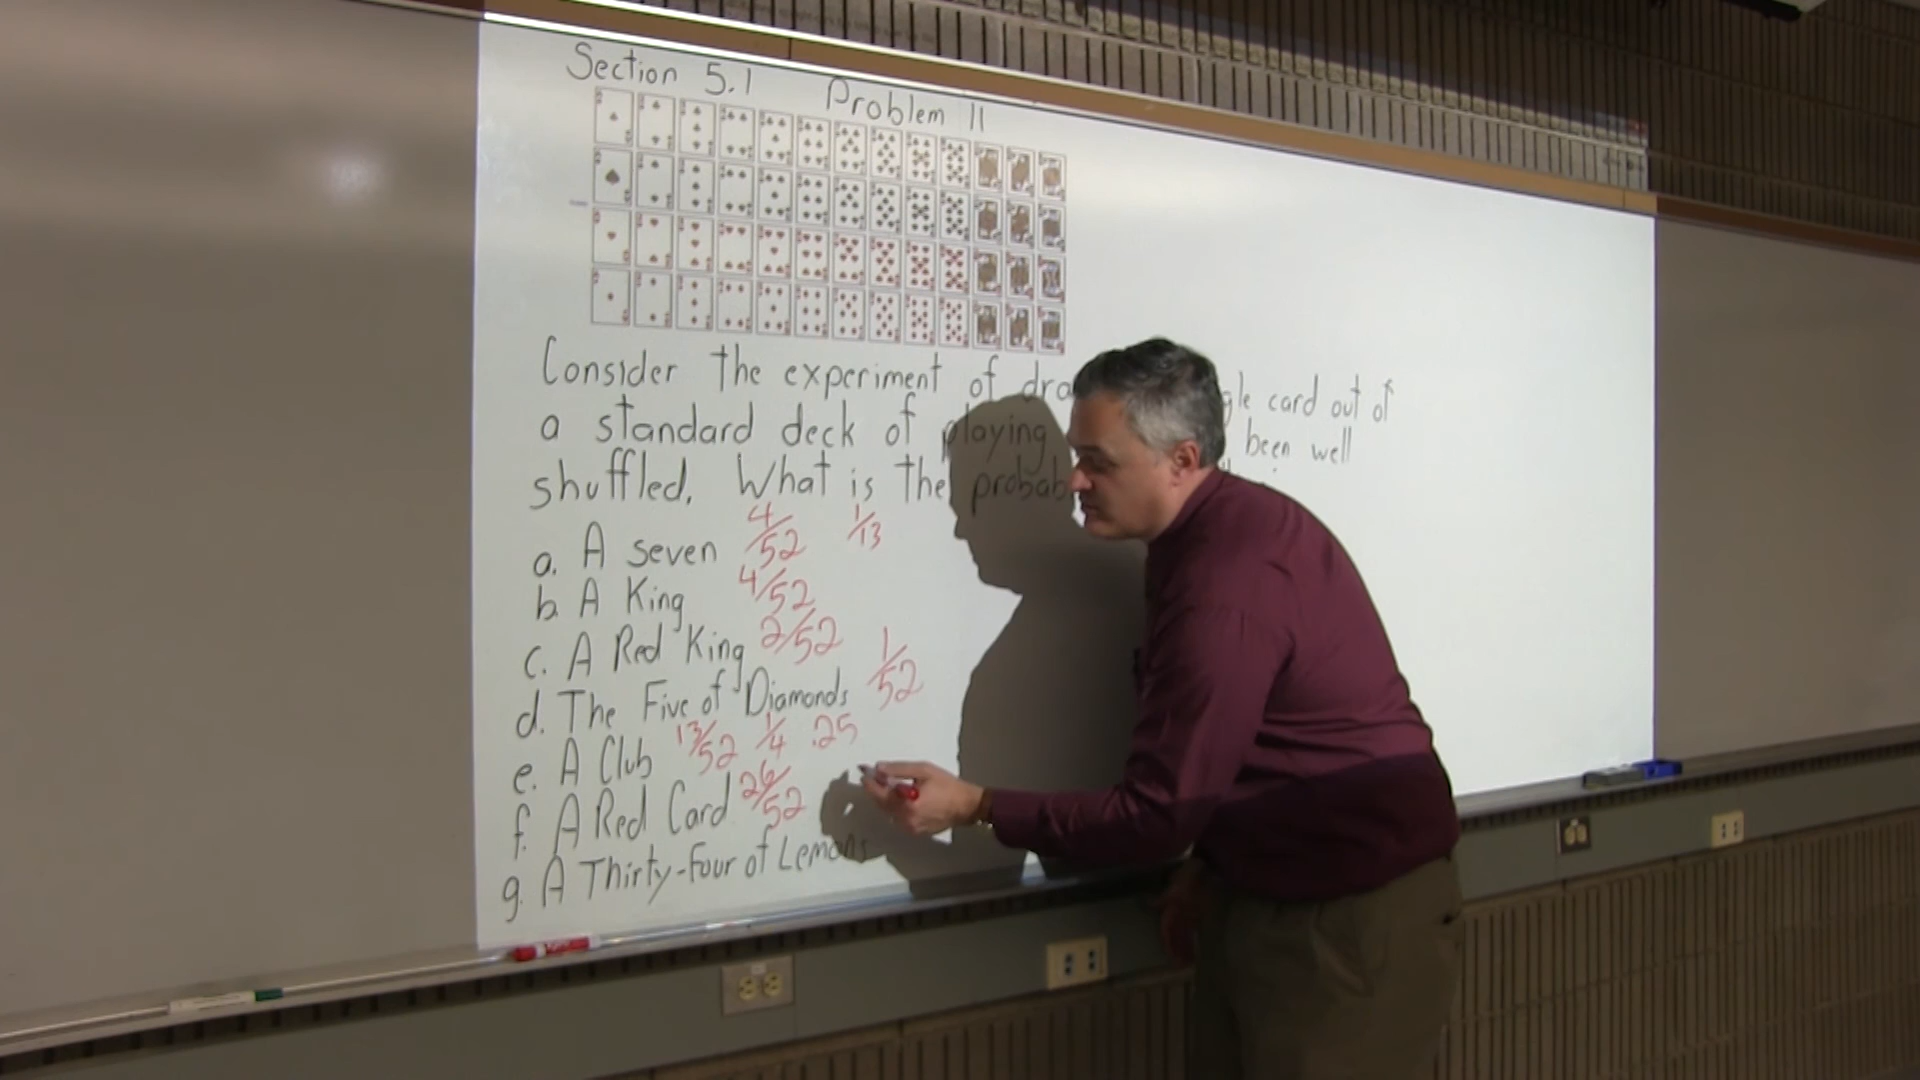 Section 5.1 Problem 11
Consider the experiment of gle card out of
a standard deck of playing been well
shuffled. What is the probab
a. A seven 4/52 1/13
b. A King 4/52
c. A Red King 2/52
d. The Five of Diamonds 1/52
e. A Club 13/52 1/4 .25
f. A Red Card 26/52
g. A Thirty-four of Lemons